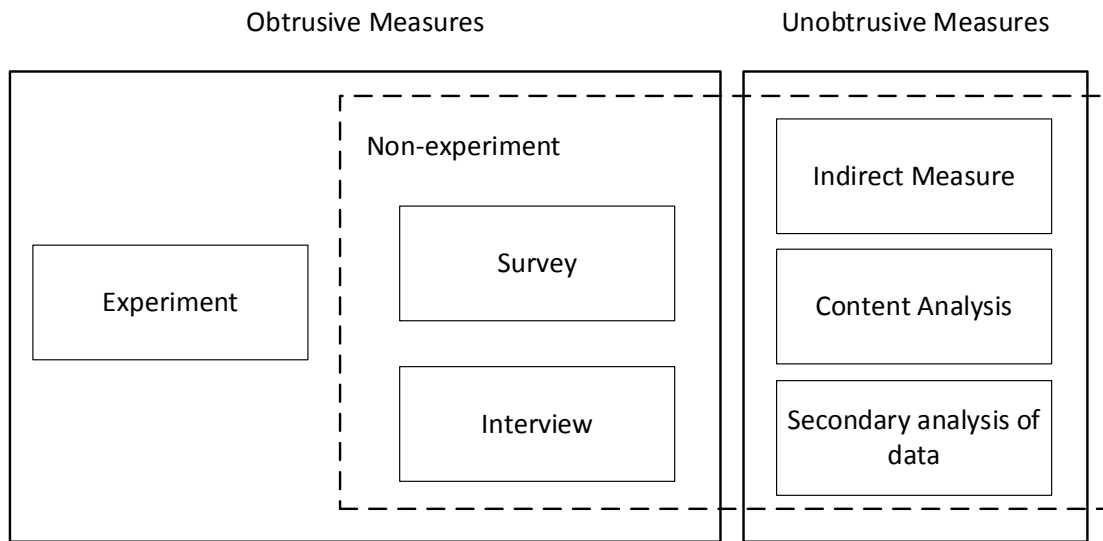 Obtrusive Measures
Unobtrusive Measures
Non-experiment
Experiment
Survey
Interview
Indirect Measure
Content Analysis
Secondary analysis of
data